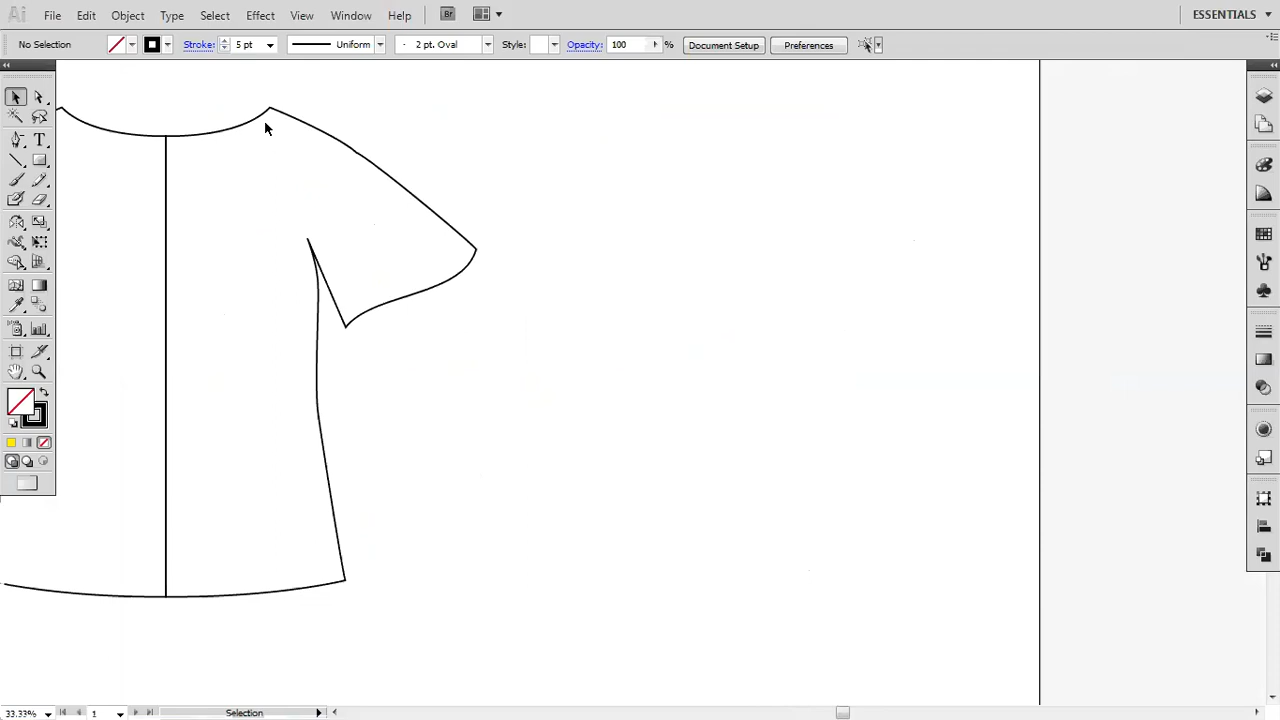 Ai File Edit Object Type Select Effect View Window Help Br ESSENTIALS
No Selection Stroke: 5 pt Uniform 2 pt. Oval Style: Opacity: 100 % Document Setup Preferences
T
33.33% 1 Selection